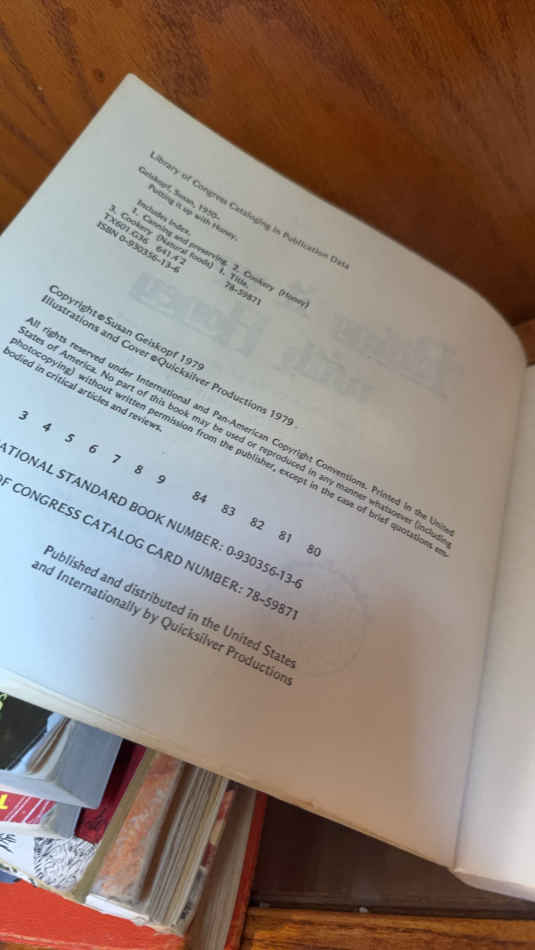 Library of Congress Cataloging in Publication Data
Geiskopf, Susan, 1950-
Putting it up with Honey.
Includes index.
1. Canning and preserving. 2. Cookery (Honey)
3. Cookery (Natural foods) I. Title.
TX601.G36 641.4'2 78-59871
ISBN 0-930356-13-6
Copyright © Susan Geiskopf 1979
Illustrations and Cover © Quicksilver Productions 1979.
All rights reserved under International and Pan-American Copyright Conventions. Printed in the United
States of America. No part of this book may be used or reproduced in any manner whatsoever (including
photocopying) without written permission from the publisher, except in the case of brief quotations em-
bodied in critical articles and reviews.
3 4 5 6 7 8 9 84 83 82 81 80
ATIONAL STANDARD BOOK NUMBER: 0-930356-13-6
OF CONGRESS CATALOG CARD NUMBER: 78-59871
Published and distributed in the United States
and Internationally by Quicksilver Productions